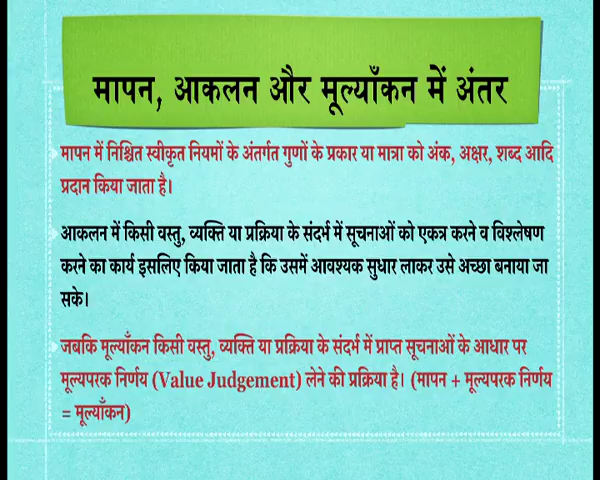 मापन, आकलन और मूल्याँकन में अंतर
मापन में निश्चित स्वीकृत नियमों के अंतर्गत गुणों के प्रकार या मात्रा को अंक, अक्षर, शब्द आदि
प्रदान किया जाता है।
आकलन में किसी वस्तु, व्यक्ति या प्रक्रिया के संदर्भ में सूचनाओं को एकत्र करने व विश्लेषण
करने का कार्य इसलिए किया जाता है कि उसमें आवश्यक सुधार लाकर उसे अच्छा बनाया जा
सके।
जबकि मूल्याँकन किसी वस्तु, व्यक्ति या प्रक्रिया के संदर्भ में प्राप्त सूचनाओं के आधार पर
मूल्यपरक निर्णय (Value Judgement) लेने की प्रक्रिया है। (मापन + मूल्यपरक निर्णय
= मूल्याँकन)